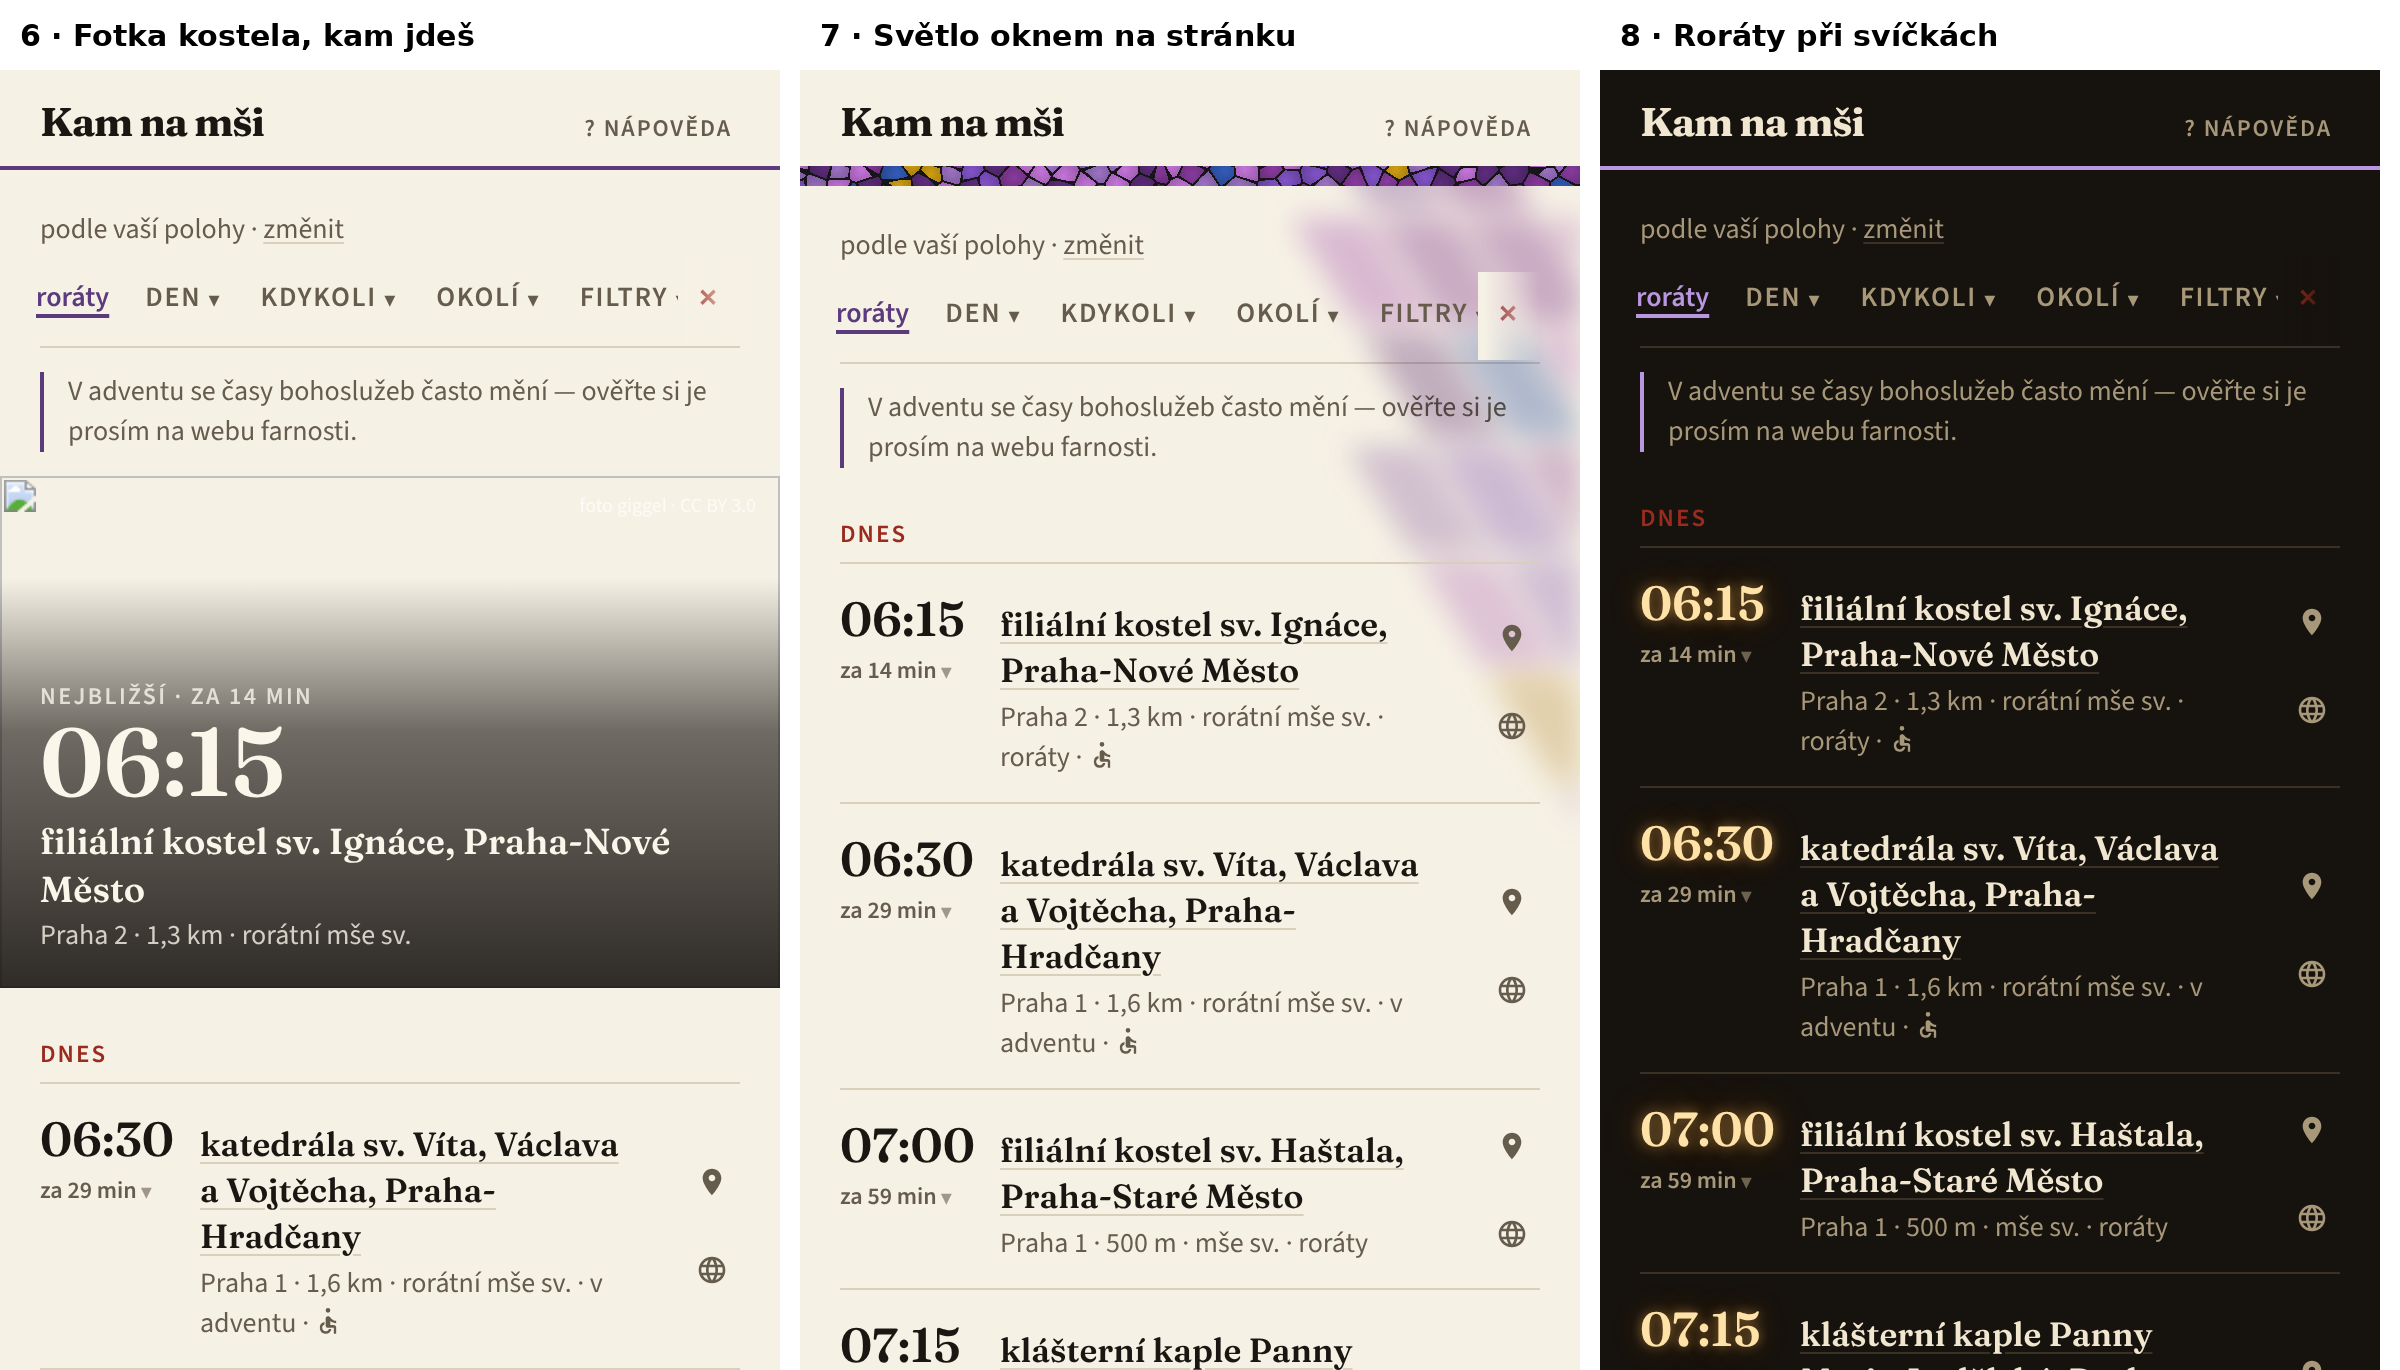 6 · Fotka kostela, kam jdeš
Kam na mši
? NÁPOVĚDA
podle vaší polohy · změnit
roráty DEN ▾ KDYKOLI ▾ OKOLÍ ▾ FILTRY ✕
V adventu se časy bohoslužeb často mění — ověřte si je
prosím na webu farnosti.
foto giggel · CC BY 3.0
NEJBLIŽŠÍ · ZA 14 MIN
06:15
filiální kostel sv. Ignáce, Praha-Nové
Město
Praha 2 · 1,3 km · rorátní mše sv.
DNES
06:30
za 29 min ▾
katedrála sv. Víta, Václava
a Vojtěcha, Praha-
Hradčany
Praha 1 · 1,6 km · rorátní mše sv. · v
adventu ·
7 · Světlo oknem na stránku
Kam na mši
? NÁPOVĚDA
podle vaší polohy · změnit
roráty DEN ▾ KDYKOLI ▾ OKOLÍ ▾ FILTRY ✕
V adventu se časy bohoslužeb často mění — ověřte si je
prosím na webu farnosti.
DNES
06:15
za 14 min ▾
filiální kostel sv. Ignáce,
Praha-Nové Město
Praha 2 · 1,3 km · rorátní mše sv. ·
roráty ·
06:30
za 29 min ▾
katedrála sv. Víta, Václava
a Vojtěcha, Praha-
Hradčany
Praha 1 · 1,6 km · rorátní mše sv. · v
adventu ·
07:00
za 59 min ▾
filiální kostel sv. Haštala,
Praha-Staré Město
Praha 1 · 500 m · mše sv. · roráty
07:15
klášterní kaple Panny
8 · Roráty při svíčkách
Kam na mši
? NÁPOVĚDA
podle vaší polohy · změnit
roráty DEN ▾ KDYKOLI ▾ OKOLÍ ▾ FILTRY ✕
V adventu se časy bohoslužeb často mění — ověřte si je
prosím na webu farnosti.
DNES
06:15
za 14 min ▾
filiální kostel sv. Ignáce,
Praha-Nové Město
Praha 2 · 1,3 km · rorátní mše sv. ·
roráty ·
06:30
za 29 min ▾
katedrála sv. Víta, Václava
a Vojtěcha, Praha-
Hradčany
Praha 1 · 1,6 km · rorátní mše sv. · v
adventu ·
07:00
za 59 min ▾
filiální kostel sv. Haštala,
Praha-Staré Město
Praha 1 · 500 m · mše sv. · roráty
07:15
klášterní kaple Panny